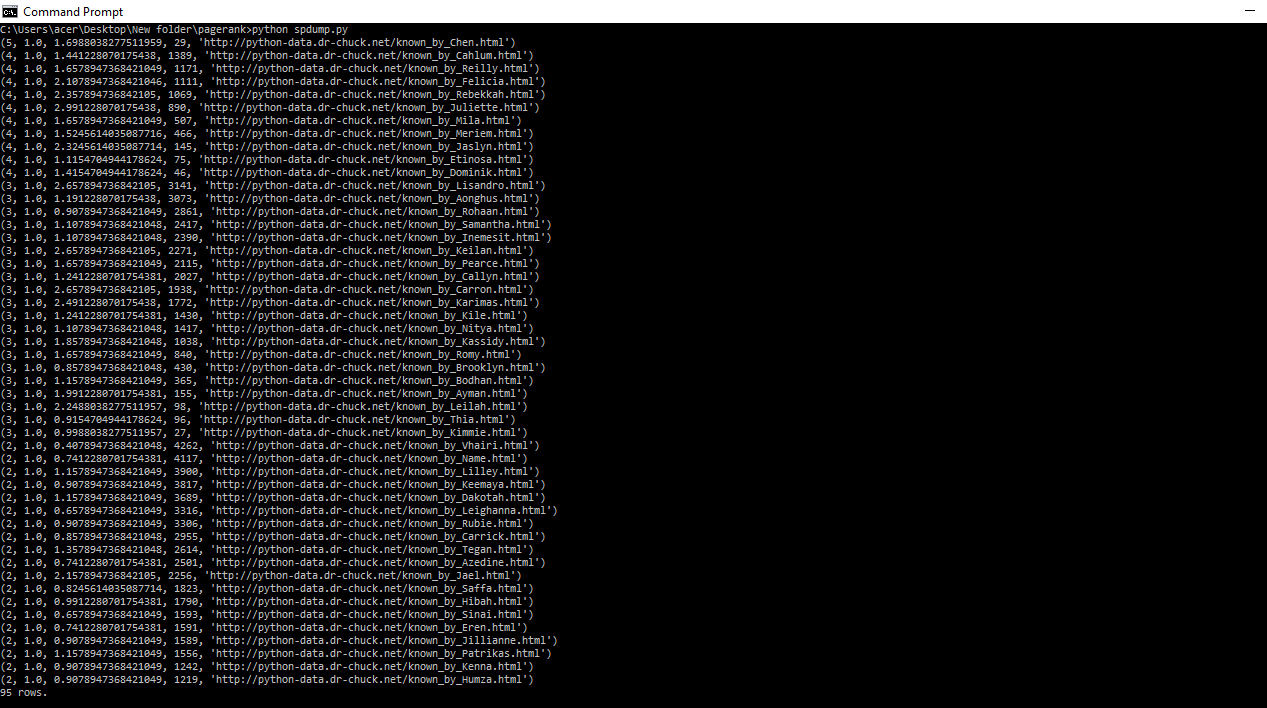 Command Prompt
C:\Users\acer\Desktop\New folder\pagerank>python spdump.py
(5, 1.0, 1.6988038277511959, 29, 'http://python-data.dr-chuck.net/known_by_Chen.html')
(4, 1.0, 1.441228070175438, 1389, 'http://python-data.dr-chuck.net/known_by_Cahlum.html')
(4, 1.0, 1.6578947368421049, 1171, 'http://python-data.dr-chuck.net/known_by_Reilly.html')
(4, 1.0, 2.1078947368421046, 1111, 'http://python-data.dr-chuck.net/known_by_Felicia.html')
(4, 1.0, 2.357894736842105, 1069, 'http://python-data.dr-chuck.net/known_by_Rebekkah.html')
(4, 1.0, 2.991228070175438, 890, 'http://python-data.dr-chuck.net/known_by_Juliette.html')
(4, 1.0, 1.6578947368421049, 507, 'http://python-data.dr-chuck.net/known_by_Mila.html')
(4, 1.0, 1.5245614035087716, 466, 'http://python-data.dr-chuck.net/known_by_Meriem.html')
(4, 1.0, 2.3245614035087714, 145, 'http://python-data.dr-chuck.net/known_by_Jaslyn.html')
(4, 1.0, 1.1154704944178624, 75, 'http://python-data.dr-chuck.net/known_by_Etinosa.html')
(4, 1.0, 1.4154704944178624, 46, 'http://python-data.dr-chuck.net/known_by_Dominik.html')
(3, 1.0, 2.657894736842105, 3141, 'http://python-data.dr-chuck.net/known_by_Lisandro.html')
(3, 1.0, 1.191228070175438, 3073, 'http://python-data.dr-chuck.net/known_by_Aonghus.html')
(3, 1.0, 0.9078947368421049, 2861, 'http://python-data.dr-chuck.net/known_by_Rohaan.html')
(3, 1.0, 1.1078947368421048, 2417, 'http://python-data.dr-chuck.net/known_by_Samantha.html')
(3, 1.0, 1.1078947368421048, 2390, 'http://python-data.dr-chuck.net/known_by_Inemesit.html')
(3, 1.0, 2.657894736842105, 2271, 'http://python-data.dr-chuck.net/known_by_Keilan.html')
(3, 1.0, 1.6578947368421049, 2115, 'http://python-data.dr-chuck.net/known_by_Pearce.html')
(3, 1.0, 1.2412280701754381, 2027, 'http://python-data.dr-chuck.net/known_by_Callyn.html')
(3, 1.0, 2.657894736842105, 1938, 'http://python-data.dr-chuck.net/known_by_Carron.html')
(3, 1.0, 2.491228070175438, 1772, 'http://python-data.dr-chuck.net/known_by_Karimas.html')
(3, 1.0, 1.2412280701754381, 1430, 'http://python-data.dr-chuck.net/known_by_Kile.html')
(3, 1.0, 1.1078947368421048, 1417, 'http://python-data.dr-chuck.net/known_by_Nitya.html')
(3, 1.0, 1.8578947368421048, 1038, 'http://python-data.dr-chuck.net/known_by_Kassidy.html')
(3, 1.0, 1.6578947368421049, 840, 'http://python-data.dr-chuck.net/known_by_Romy.html')
(3, 1.0, 0.8578947368421048, 430, 'http://python-data.dr-chuck.net/known_by_Brooklyn.html')
(3, 1.0, 1.1578947368421049, 365, 'http://python-data.dr-chuck.net/known_by_Bodhan.html')
(3, 1.0, 1.9912280701754381, 155, 'http://python-data.dr-chuck.net/known_by_Ayman.html')
(3, 1.0, 2.2488038277511957, 98, 'http://python-data.dr-chuck.net/known_by_Leilah.html')
(3, 1.0, 0.9154704944178624, 96, 'http://python-data.dr-chuck.net/known_by_Thia.html')
(3, 1.0, 0.9988038277511957, 27, 'http://python-data.dr-chuck.net/known_by_Kimmie.html')
(2, 1.0, 0.4078947368421048, 4262, 'http://python-data.dr-chuck.net/known_by_Vhairi.html')
(2, 1.0, 0.7412280701754381, 4117, 'http://python-data.dr-chuck.net/known_by_Name.html')
(2, 1.0, 1.1578947368421049, 3900, 'http://python-data.dr-chuck.net/known_by_Lilley.html')
(2, 1.0, 0.9078947368421049, 3817, 'http://python-data.dr-chuck.net/known_by_Keemaya.html')
(2, 1.0, 1.1578947368421049, 3689, 'http://python-data.dr-chuck.net/known_by_Dakotah.html')
(2, 1.0, 0.6578947368421049, 3316, 'http://python-data.dr-chuck.net/known_by_Leighanna.html')
(2, 1.0, 0.9078947368421049, 3306, 'http://python-data.dr-chuck.net/known_by_Rubie.html')
(2, 1.0, 0.8578947368421048, 2955, 'http://python-data.dr-chuck.net/known_by_Carrick.html')
(2, 1.0, 1.3578947368421048, 2614, 'http://python-data.dr-chuck.net/known_by_Tegan.html')
(2, 1.0, 0.7412280701754381, 2501, 'http://python-data.dr-chuck.net/known_by_Azedine.html')
(2, 1.0, 2.157894736842105, 2256, 'http://python-data.dr-chuck.net/known_by_Jael.html')
(2, 1.0, 0.8245614035087714, 1823, 'http://python-data.dr-chuck.net/known_by_Saffa.html')
(2, 1.0, 0.9912280701754381, 1790, 'http://python-data.dr-chuck.net/known_by_Hibah.html')
(2, 1.0, 0.6578947368421049, 1593, 'http://python-data.dr-chuck.net/known_by_Sinai.html')
(2, 1.0, 0.7412280701754381, 1591, 'http://python-data.dr-chuck.net/known_by_Eren.html')
(2, 1.0, 0.9078947368421049, 1589, 'http://python-data.dr-chuck.net/known_by_Jillianne.html')
(2, 1.0, 1.1578947368421049, 1556, 'http://python-data.dr-chuck.net/known_by_Patrikas.html')
(2, 1.0, 0.9078947368421049, 1242, 'http://python-data.dr-chuck.net/known_by_Kenna.html')
(2, 1.0, 0.9078947368421049, 1219, 'http://python-data.dr-chuck.net/known_by_Humza.html')
95 rows.